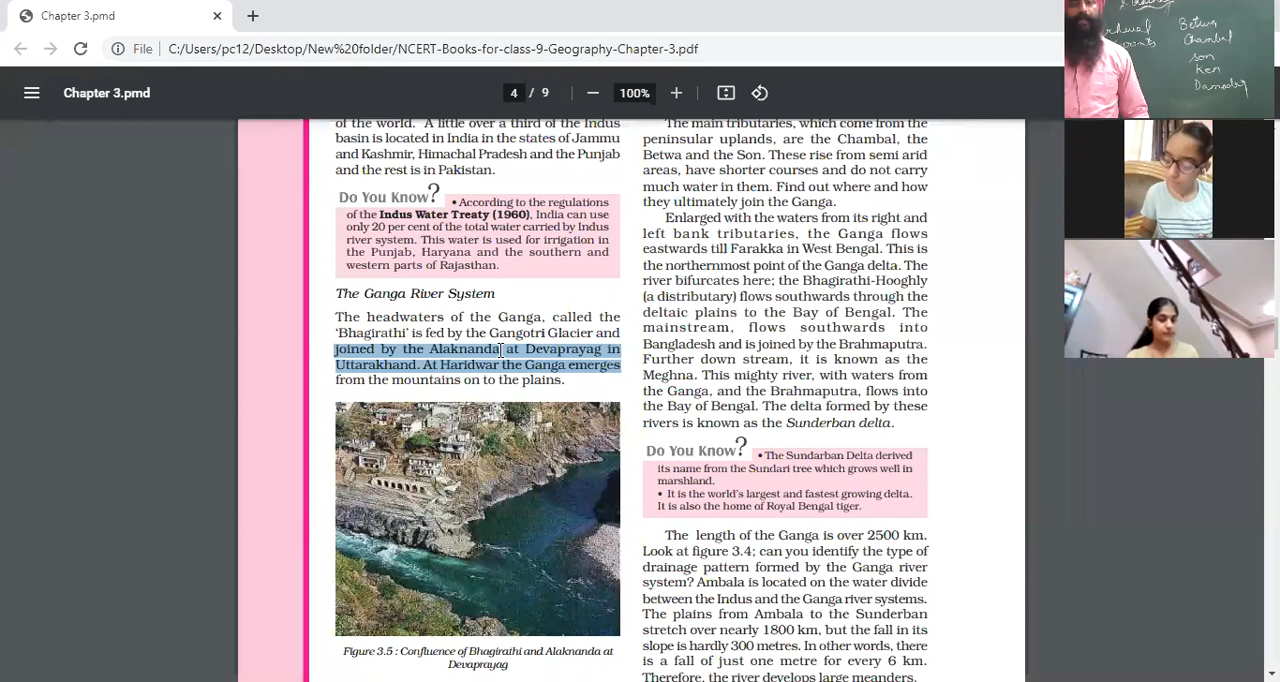 Chapter 3.pmd
File
C:/Users/pc12/Desktop/New%20folder/NCERT-Books-for-class-9-Geography-Chapter-3.pdf
Chapter 3.pmd
4 / 9
100%
of the world. A little over a third of the Indus
basin is located in India in the states of Jammu
and Kashmir, Himachal Pradesh and the Punjab
and the rest is in Pakistan.
Do You Know?
• According to the regulations
of the Indus Water Treaty (1960), India can use
only 20 per cent of the total water carried by Indus
river system. This water is used for irrigation in
the Punjab, Haryana and the southern and
western parts of Rajasthan.
The Ganga River System
The headwaters of the Ganga, called the
‘Bhagirathi’ is fed by the Gangotri Glacier and
joined by the Alaknanda at Devaprayag in
Uttarakhand. At Haridwar the Ganga emerges
from the mountains on to the plains.
Figure 3.5 : Confluence of Bhagirathi and Alaknanda at
Devaprayag
The main tributaries, which come from the
peninsular uplands, are the Chambal, the
Betwa and the Son. These rise from semi arid
areas, have shorter courses and do not carry
much water in them. Find out where and how
they ultimately join the Ganga.
Enlarged with the waters from its right and
left bank tributaries, the Ganga flows
eastwards till Farakka in West Bengal. This is
the northernmost point of the Ganga delta. The
river bifurcates here; the Bhagirathi-Hooghly
(a distributary) flows southwards through the
deltaic plains to the Bay of Bengal. The
mainstream, flows southwards into
Bangladesh and is joined by the Brahmaputra.
Further down stream, it is known as the
Meghna. This mighty river, with waters from
the Ganga, and the Brahmaputra, flows into
the Bay of Bengal. The delta formed by these
rivers is known as the Sunderban delta.
Do You Know?
• The Sundarban Delta derived
its name from the Sundari tree which grows well in
marshland.
• It is the world’s largest and fastest growing delta.
It is also the home of Royal Bengal tiger.
The length of the Ganga is over 2500 km.
Look at figure 3.4; can you identify the type of
drainage pattern formed by the Ganga river
system? Ambala is located on the water divide
between the Indus and the Ganga river systems.
The plains from Ambala to the Sunderban
stretch over nearly 1800 km, but the fall in its
slope is hardly 300 metres. In other words, there
is a fall of just one metre for every 6 km.
Therefore, the river develops large meanders.
Betwa
Chambal
Son
Ken